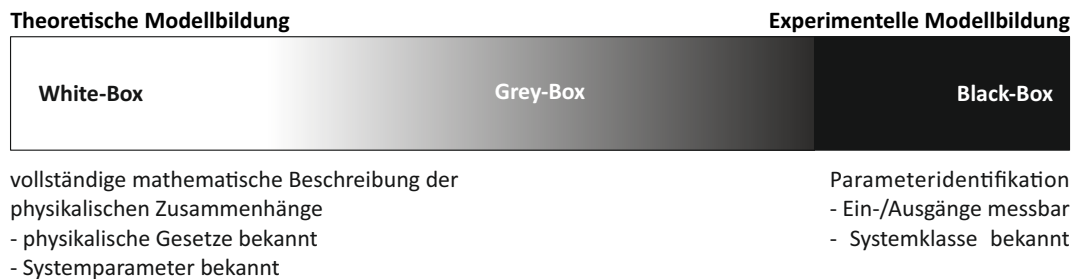 Theoretische Modellbildung Experimentelle Modellbildung
White-Box Grey-Box Black-Box
vollständige mathematische Beschreibung der
physikalischen Zusammenhänge
- physikalische Gesetze bekannt
- Systemparameter bekannt
Parameteridentifikation
- Ein-/Ausgänge messbar
- Systemklasse bekannt